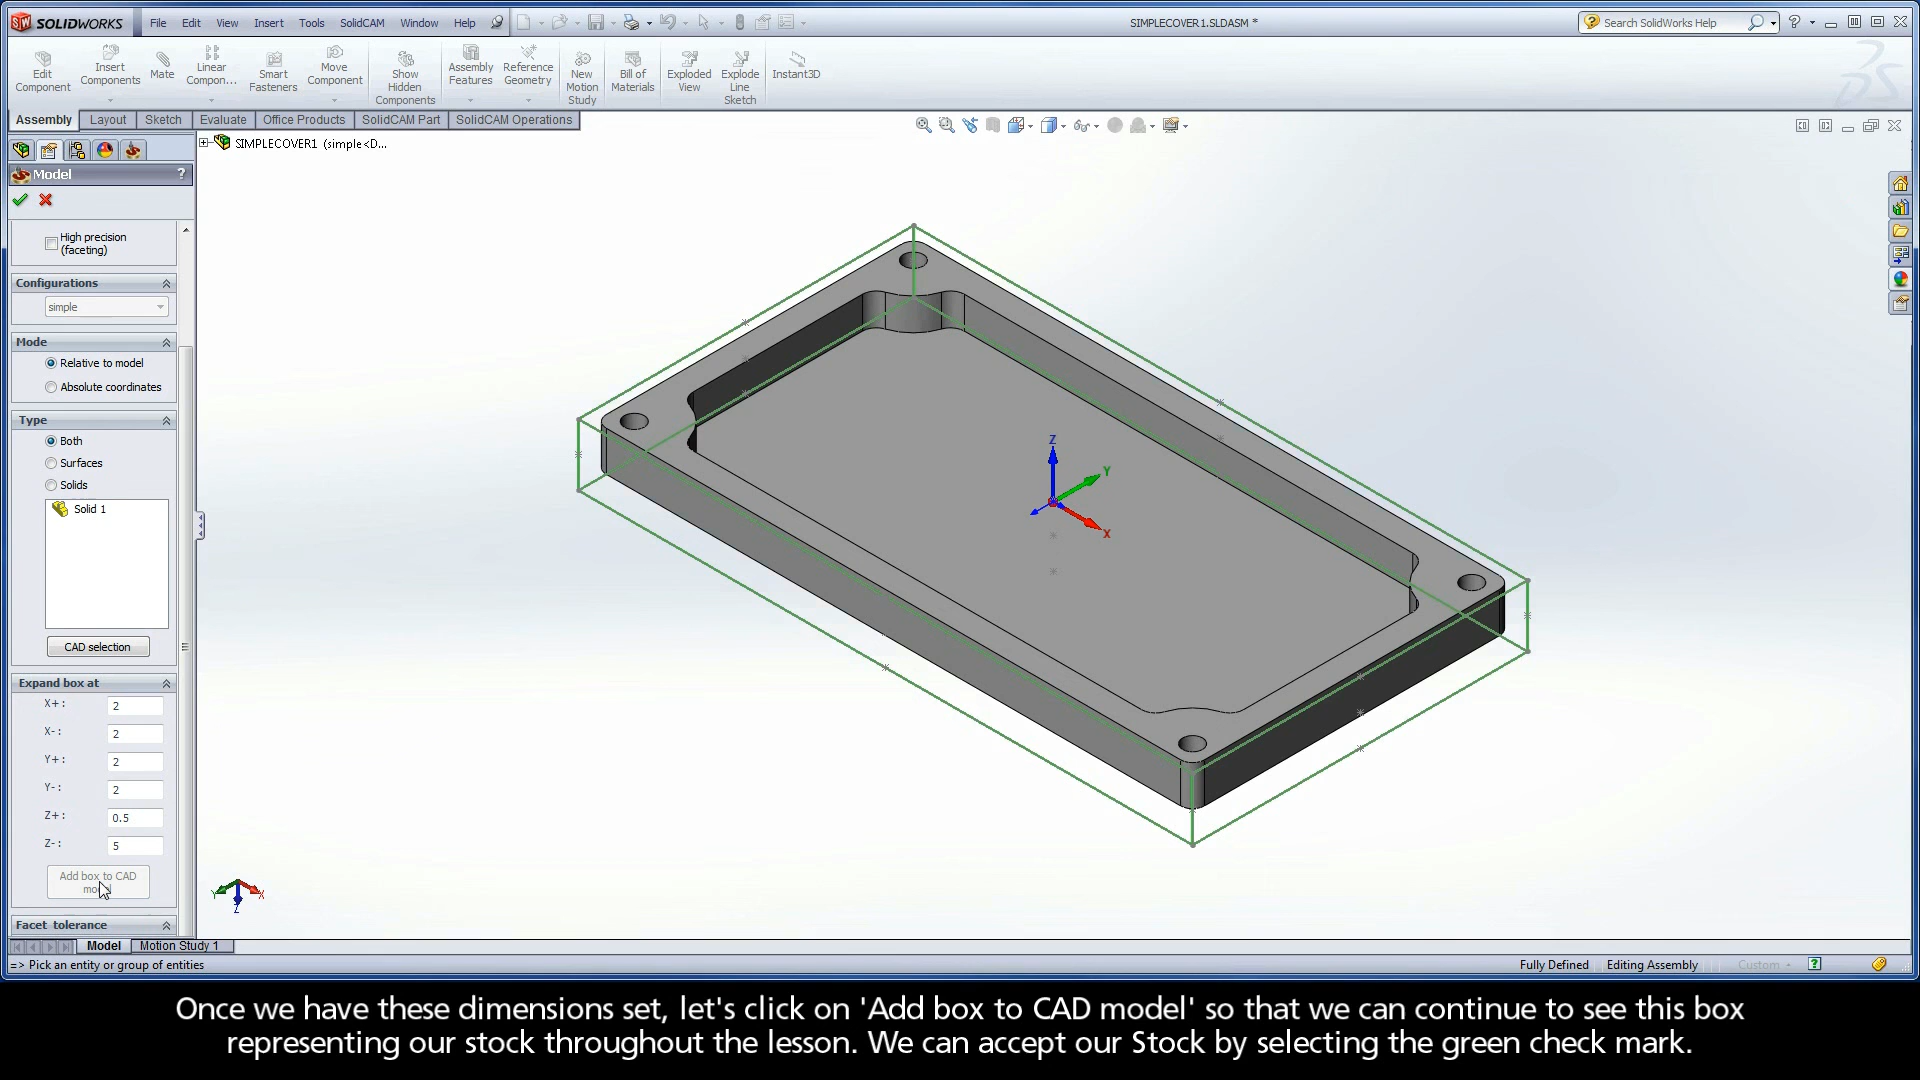 SOLIDWORKS
File Edit View Insert Tools SolidCAM Window Help
SIMPLECOVER1.SLDASM *
Search SolidWorks Help
Edit Component
Insert Components
Mate
Linear Compon...
Smart Fasteners
Move Component
Show Hidden Components
Assembly Features
Reference Geometry
New Motion Study
Bill of Materials
Exploded View
Explode Line Sketch
Instant3D
Assembly Layout Sketch Evaluate Office Products SolidCAM Part SolidCAM Operations
SIMPLECOVER1 (simple<D...
Model ?
High precision
(faceting)
Configurations
simple
Mode
Relative to model
Absolute coordinates
Type
Both
Surfaces
Solids
Solid 1
CAD selection
Expand box at
X+: 2
X-: 2
Y+: 2
Y-: 2
Z+: 0.5
Z-: 5
Add box to CAD
Facet tolerance
Z
Y
X
Y X
Z
Model Motion Study 1
=> Pick an entity or group of entities
Fully Defined Editing Assembly Custom
Once we have these dimensions set, let's click on 'Add box to CAD model' so that we can continue to see this box
representing our stock throughout the lesson. We can accept our Stock by selecting the green check mark.